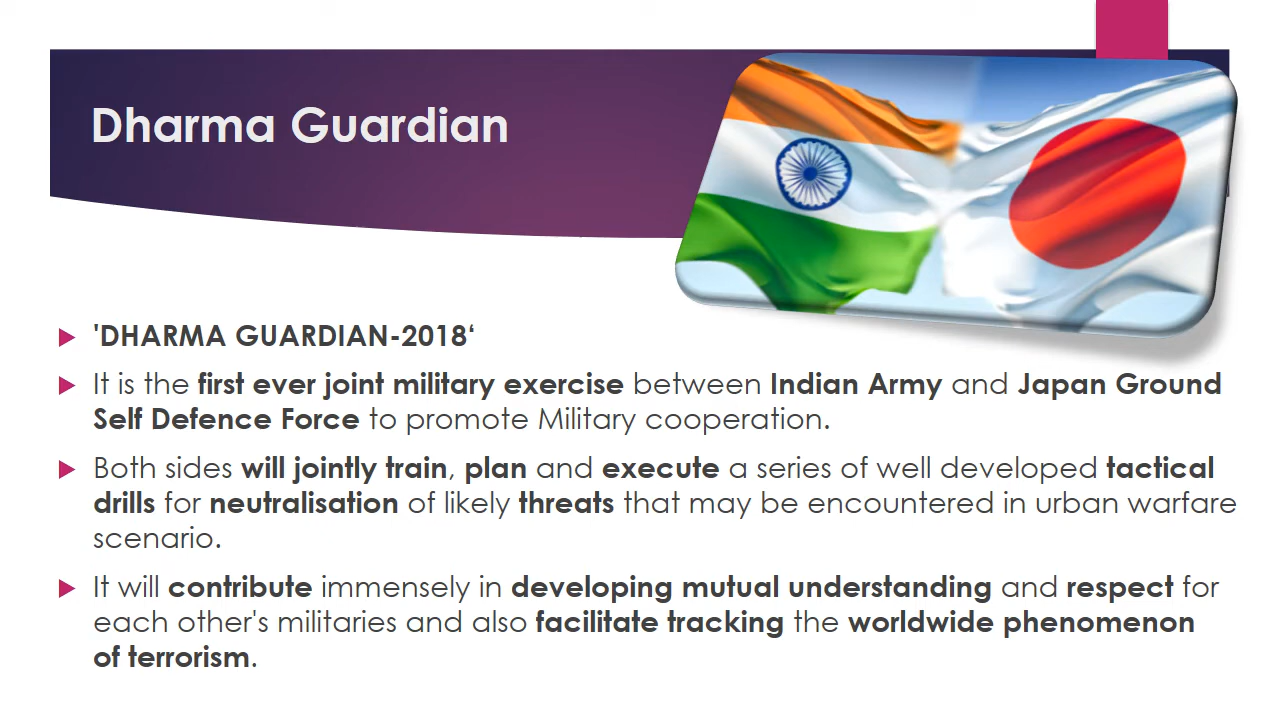 Dharma Guardian
'DHARMA GUARDIAN-2018‘
It is the first ever joint military exercise between Indian Army and Japan Ground
Self Defence Force to promote Military cooperation.
Both sides will jointly train, plan and execute a series of well developed tactical
drills for neutralisation of likely threats that may be encountered in urban warfare
scenario.
It will contribute immensely in developing mutual understanding and respect for
each other's militaries and also facilitate tracking the worldwide phenomenon
of terrorism.